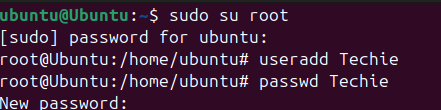 ubuntu@Ubuntu:~$ sudo su root
[sudo] password for ubuntu:
root@Ubuntu:/home/ubuntu# useradd Techie
root@Ubuntu:/home/ubuntu# passwd Techie
New password: